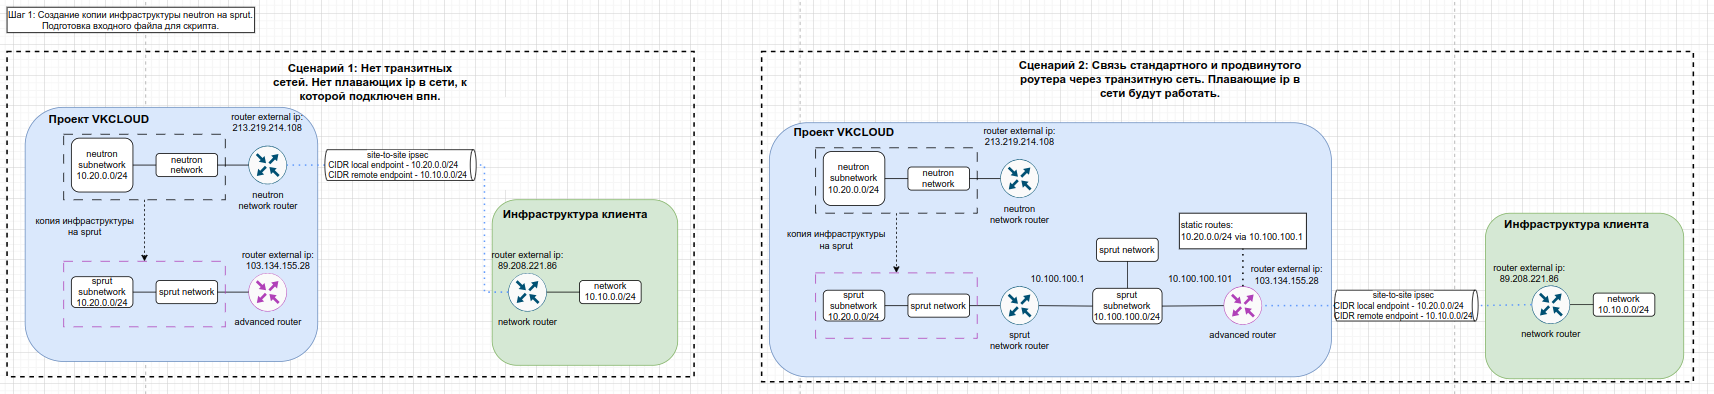 Шаг 1: Создание копии инфраструктуры neutron на sprut.
Подготовка входного файла для скрипта.
Сценарий 1: Нет транзитных
сетей. Нет плавающих ip в сети, к
которой подключен впн.
Проект VKCLOUD
router external ip:
213.219.214.108
neutron
subnetwork
10.20.0.0/24
neutron
network
neutron
network router
site-to-site ipsec
CIDR local endpoint - 10.20.0.0/24
CIDR remote endpoint - 10.10.0.0/24
копия инфраструктуры
на sprut
router external ip:
103.134.155.28
sprut
subnetwork
10.20.0.0/24
sprut network
advanced router
Инфраструктура клиента
router external ip:
89.208.221.86
network router
network
10.10.0.0/24
Сценарий 2: Связь стандартного и продвинутого
роутера через транзитную сеть. Плавающие ip в
сети будут работать.
Проект VKCLOUD
router external ip:
213.219.214.108
neutron
subnetwork
10.20.0.0/24
neutron
network
neutron
network router
копия инфраструктуры
на sprut
static routes:
10.20.0.0/24 via 10.100.100.1
sprut network
sprut
subnetwork
10.20.0.0/24
sprut network
sprut
network router
10.100.100.1
sprut
subnetwork
10.100.100.0/24
10.100.100.101
router external ip:
103.134.155.28
advanced router
site-to-site ipsec
CIDR local endpoint - 10.20.0.0/24
CIDR remote endpoint - 10.10.0.0/24
Инфраструктура клиента
router external ip:
89.208.221.86
network router
network
10.10.0.0/24